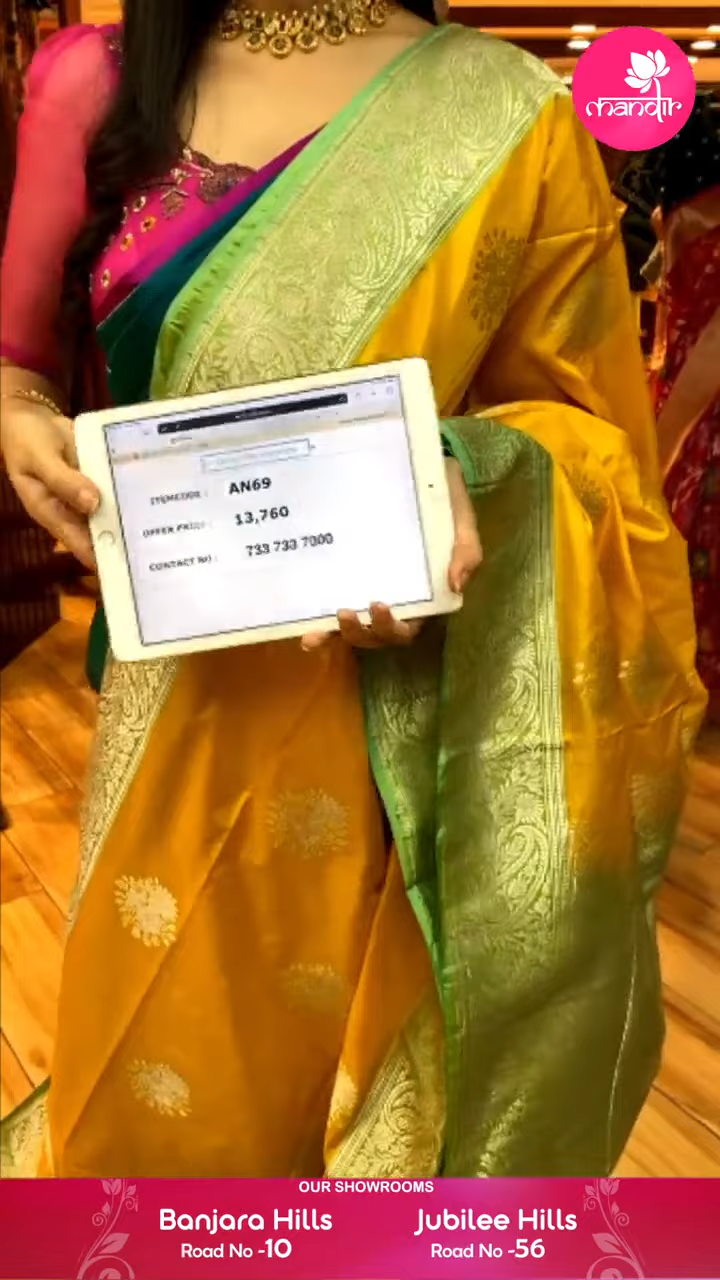 mandir
ITEMCODE : AN69
OFFER PRICE : 13,760
CONTACT NO : 733 733 7000
OUR SHOWROOMS
Banjara Hills Jubilee Hills
Road No -10 Road No -56